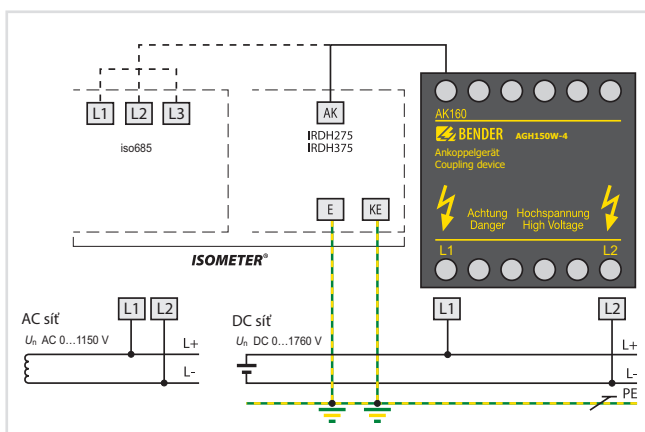 L1 L2 L3
iso685
AK
IRDH275
IRDH375
E KE
ISOMETER®
AK160
BENDER AGH150W-4
Ankoppelgerät
Coupling device
Achtung Hochspannung
Danger High Voltage
L1 L2
AC síť
Un AC 0...1150 V
L1 L2
L+
L-
DC síť
Un DC 0...1760 V
L1 L2
L+
L-
PE